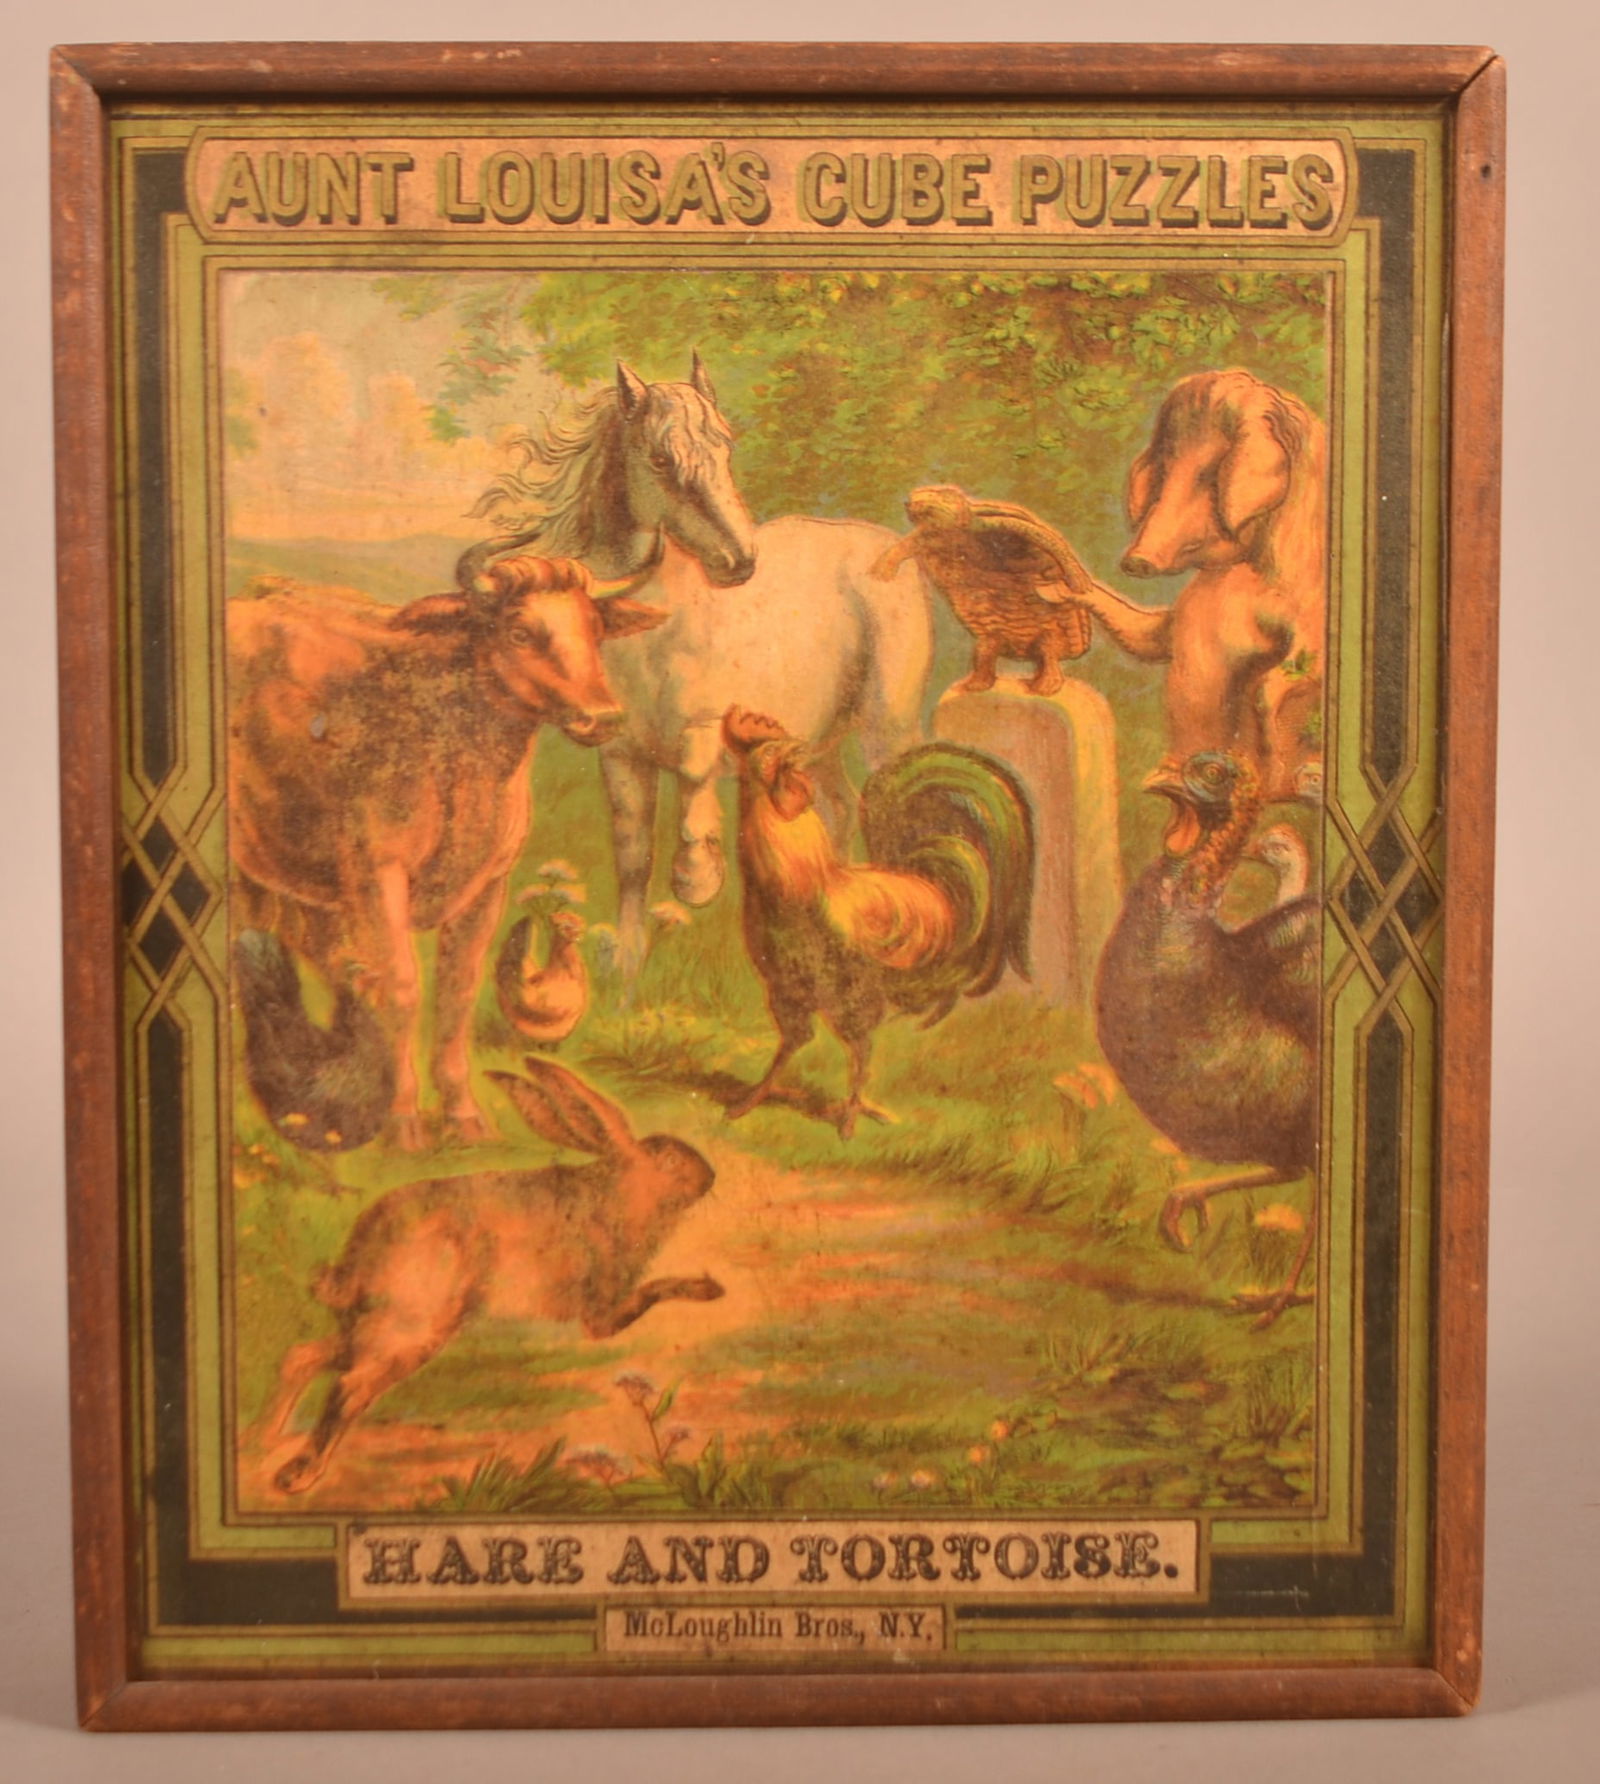 AUNT LOUISA'S CUBE PUZZLES
HARE AND TORTOISE.
McLoughlin Bros., N.Y.